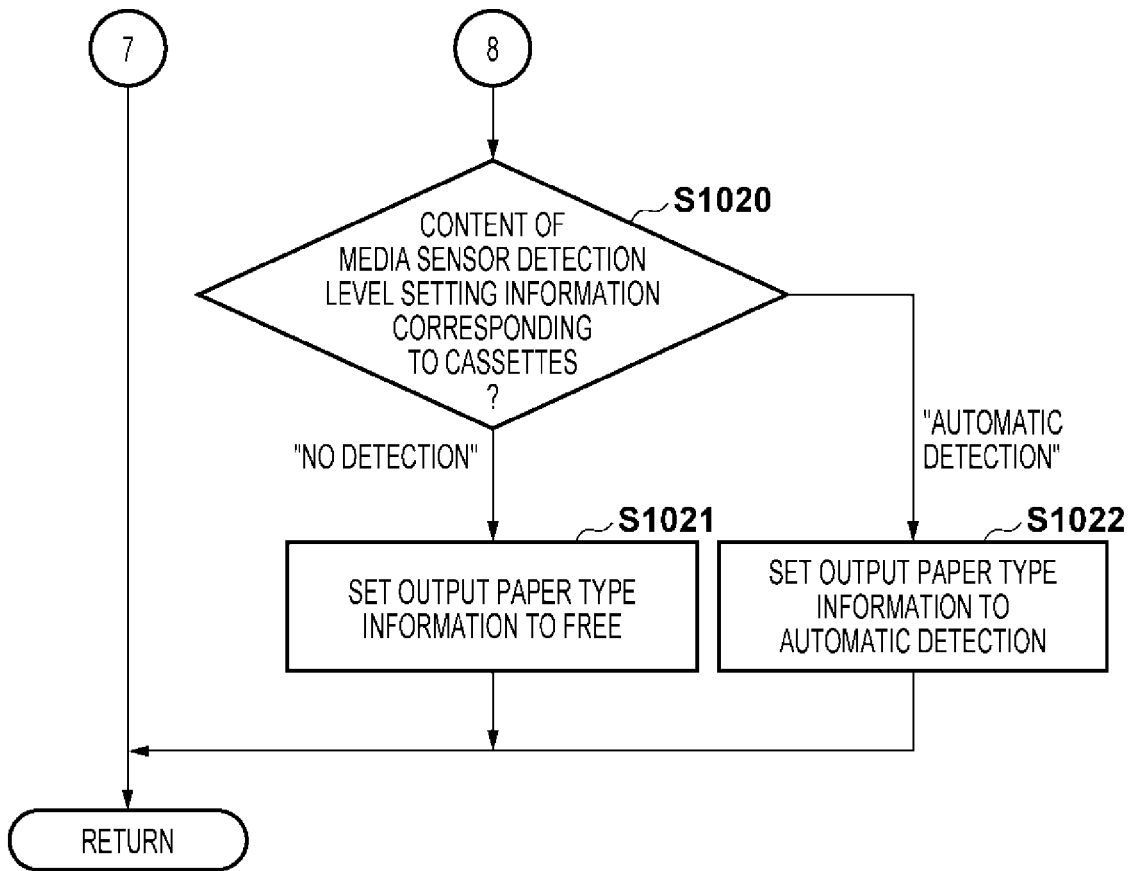 7
8
S1020
CONTENT OF
MEDIA SENSOR DETECTION
LEVEL SETTING INFORMATION
CORRESPONDING
TO CASSETTES
?
"NO DETECTION"
"AUTOMATIC
DETECTION"
S1021
SET OUTPUT PAPER TYPE
INFORMATION TO FREE
S1022
SET OUTPUT PAPER TYPE
INFORMATION TO
AUTOMATIC DETECTION
RETURN